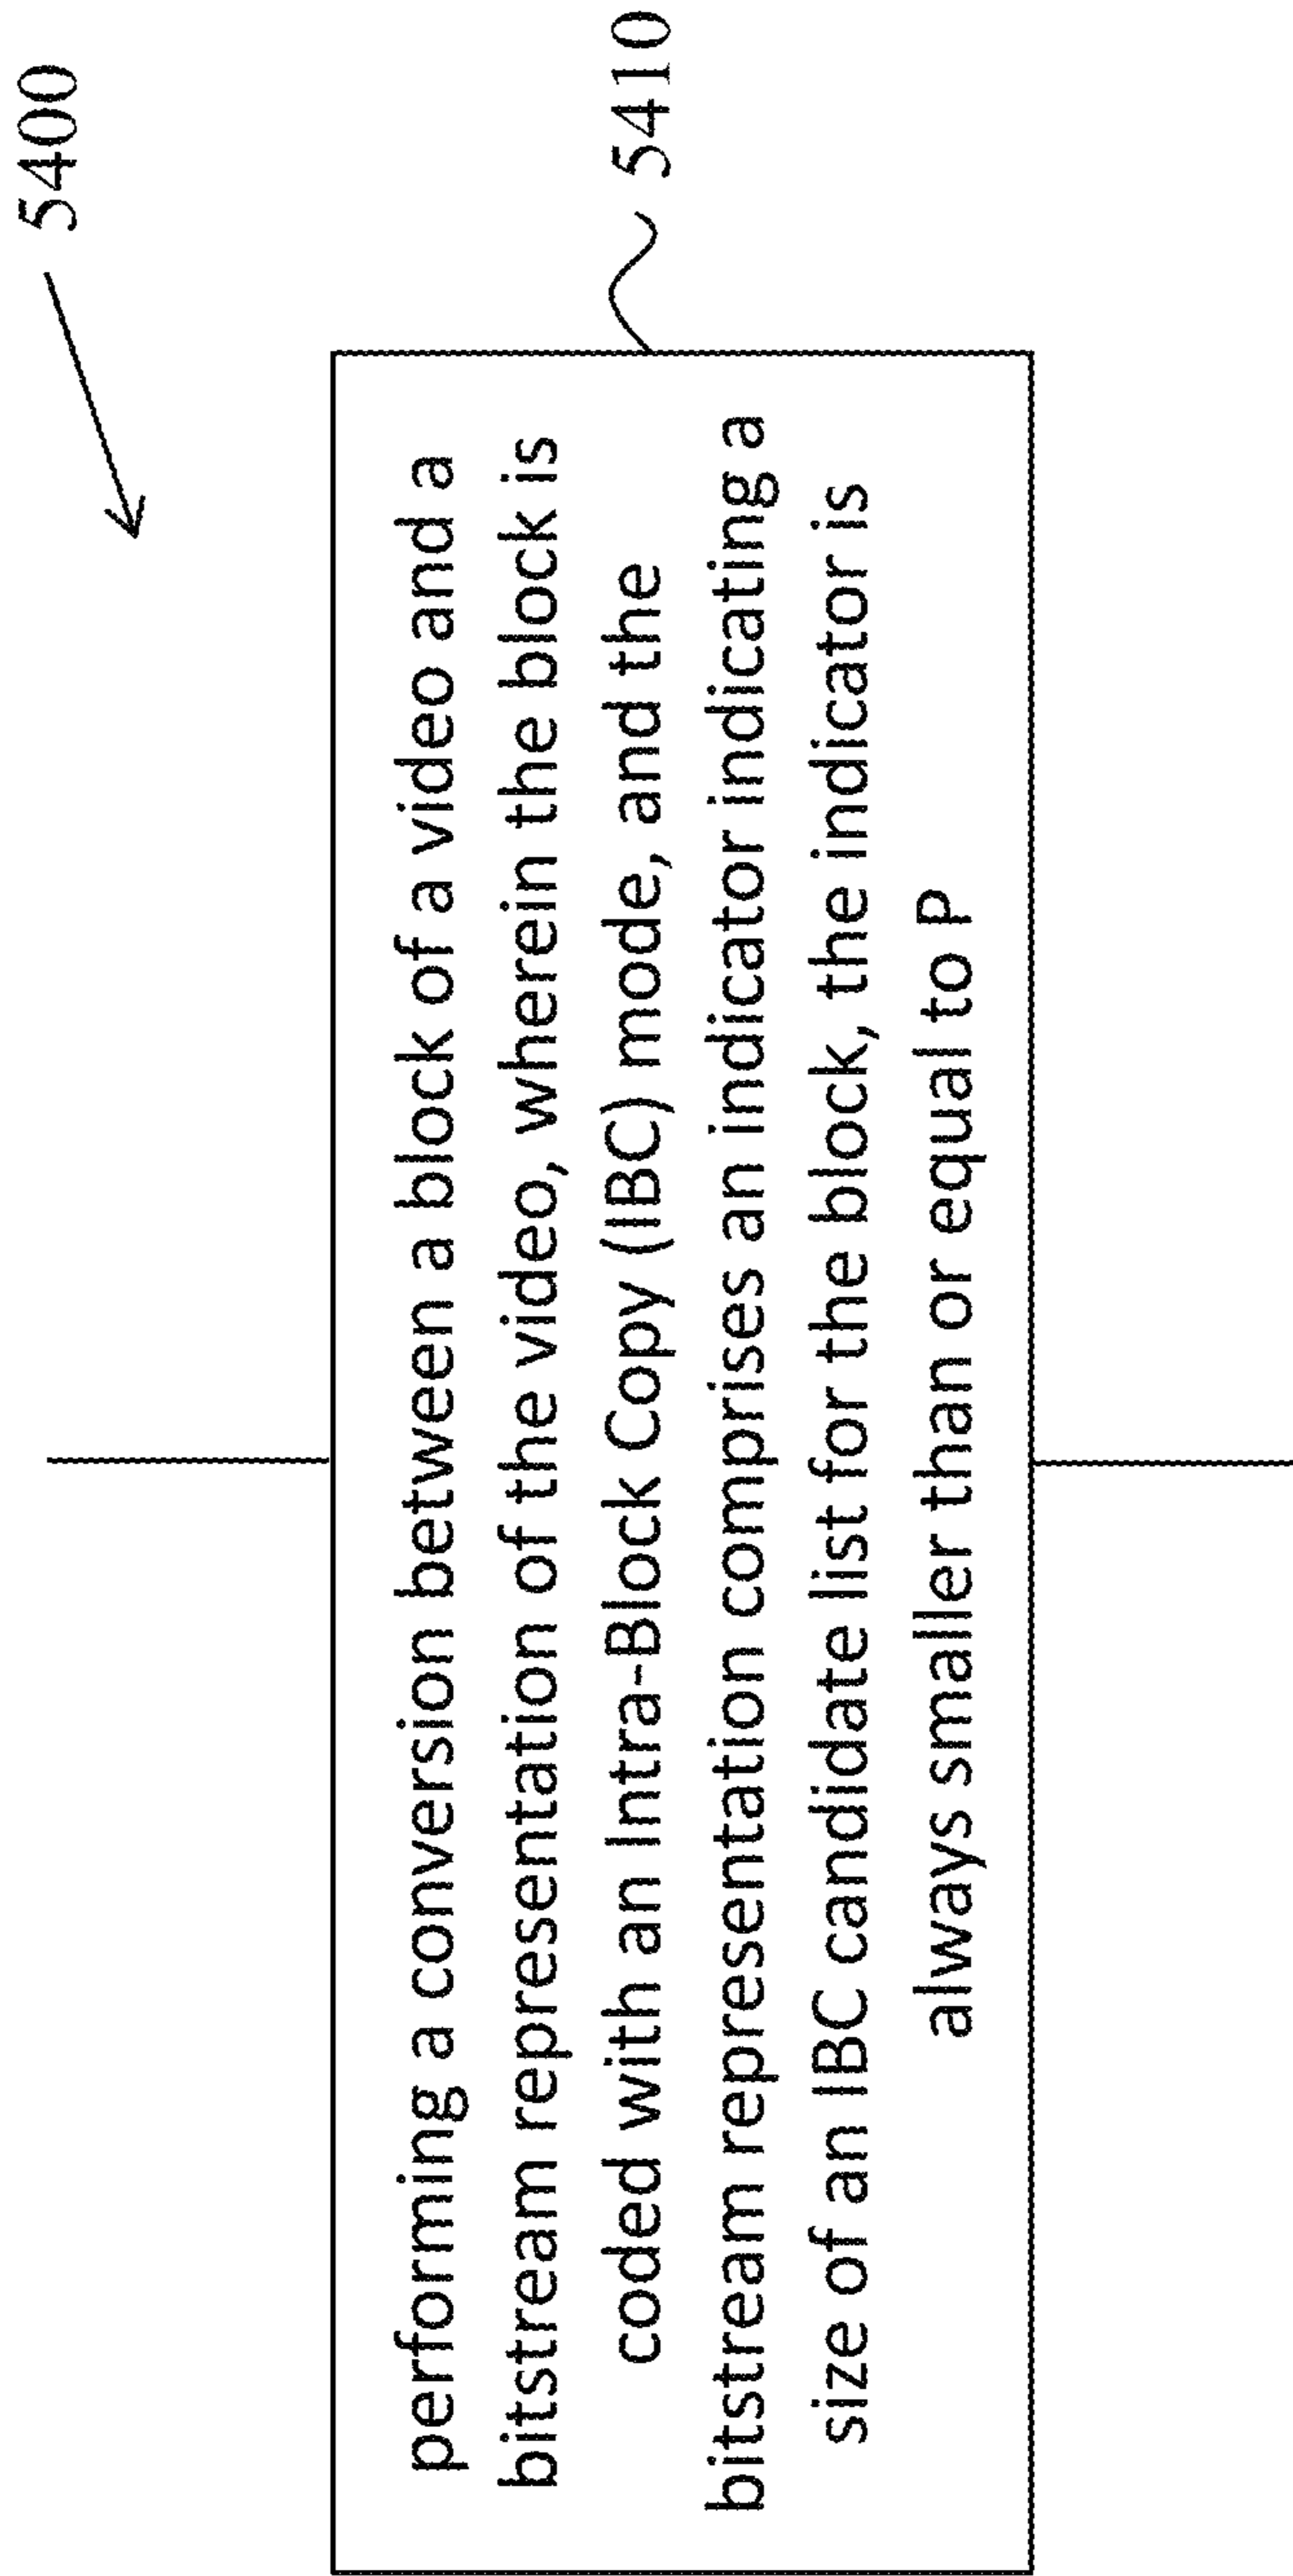 5400
5410
performing a conversion between a block of a video and a
bitstream representation of the video, wherein the block is
coded with an Intra-Block Copy (IBC) mode, and the
bitstream representation comprises an indicator indicating a
size of an IBC candidate list for the block, the indicator is
always smaller than or equal to P